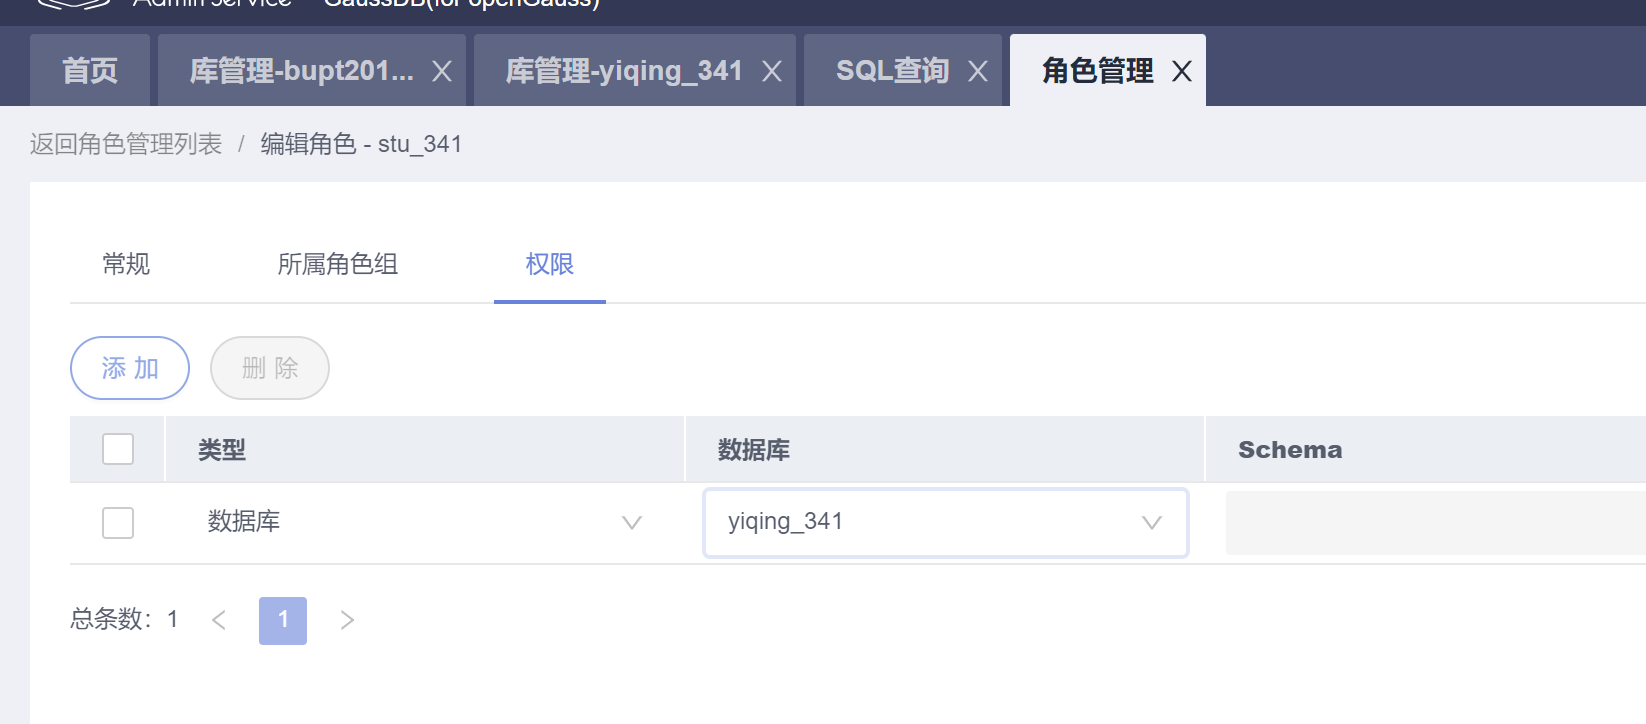 Admin Service GaussDB(for openGauss)
首页 库管理-bupt201... X 库管理-yiqing_341 X SQL查询 X 角色管理 X
返回角色管理列表 / 编辑角色 - stu_341
常规 所属角色组 权限
添加 删除
类型 数据库 Schema
数据库 yiqing_341
总条数：1 < 1 >